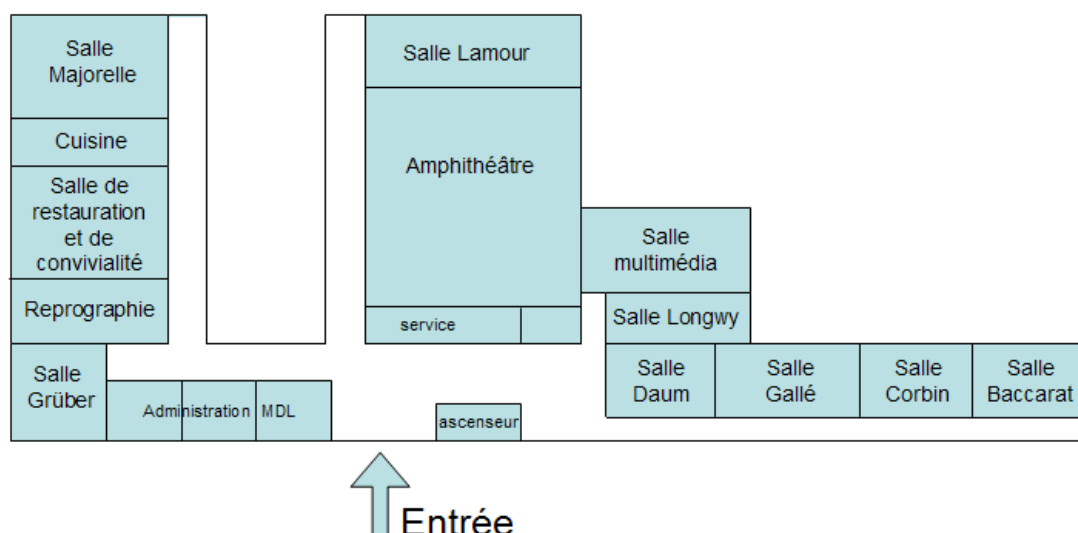 Salle
Majorelle
Cuisine
Salle de
restauration
et de
convivialité
Reprographie
Salle
Grüber
Administration
MDL
Salle Lamour
Amphithéâtre
service
ascenseur
Salle
multimédia
Salle Longwy
Salle
Daum
Salle
Gallé
Salle
Corbin
Salle
Baccarat
Entrée